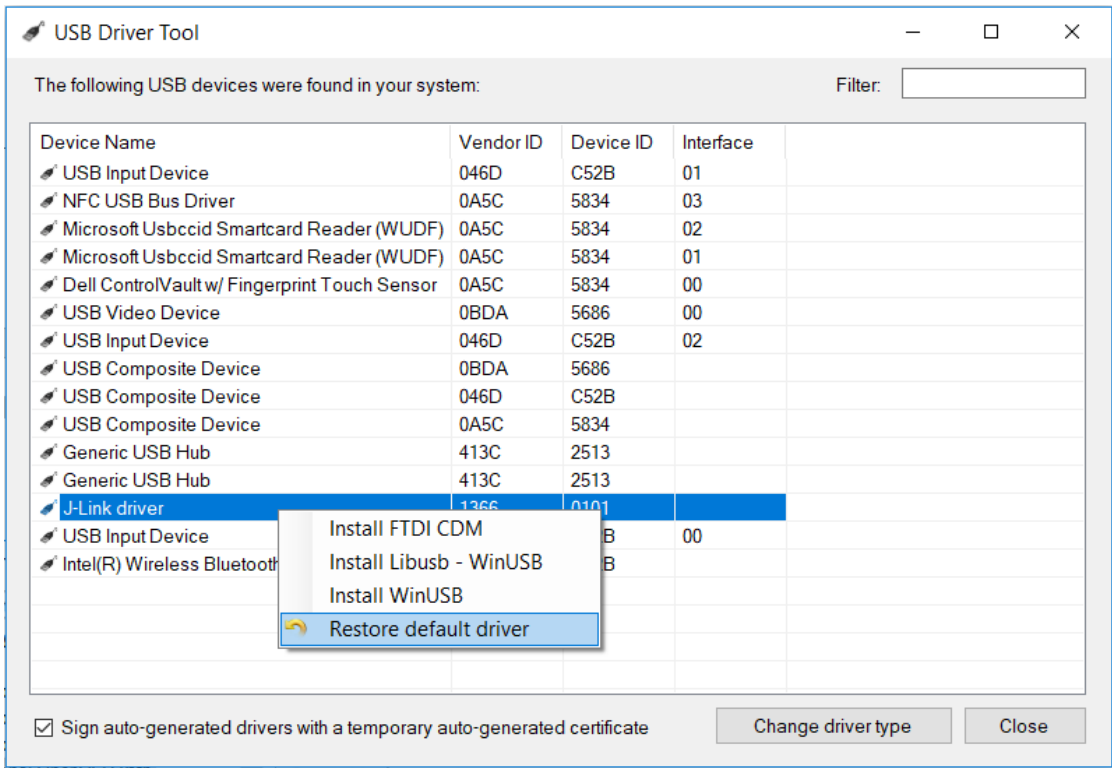 USB Driver Tool
The following USB devices were found in your system: Filter:
Device Name Vendor ID Device ID Interface
USB Input Device 046D C52B 01
NFC USB Bus Driver 0A5C 5834 03
Microsoft Usbccid Smartcard Reader (WUDF) 0A5C 5834 02
Microsoft Usbccid Smartcard Reader (WUDF) 0A5C 5834 01
Dell ControlVault w/ Fingerprint Touch Sensor 0A5C 5834 00
USB Video Device 0BDA 5686 00
USB Input Device 046D C52B 02
USB Composite Device 0BDA 5686
USB Composite Device 046D C52B
USB Composite Device 0A5C 5834
Generic USB Hub 413C 2513
Generic USB Hub 413C 2513
J-Link driver 1366 0101
USB Input Device 00
Intel(R) Wireless Bluetooth
Install FTDI CDM
Install Libusb - WinUSB
Install WinUSB
Restore default driver
Sign auto-generated drivers with a temporary auto-generated certificate Change driver type Close